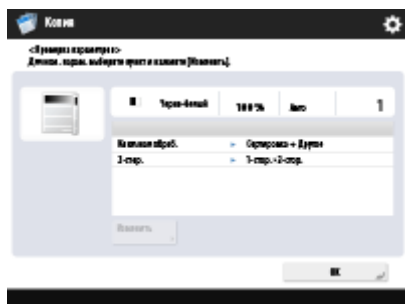 Копия
<Проверка параметров>
Для изм. парам. выберите пункт и нажмите [Изменить].
Черно-белый 100 % Авто 1
Конечная обраб. ► Сортировка + Другое
2-стор. ► 1-стор.>2-стор.
Изменить
OK